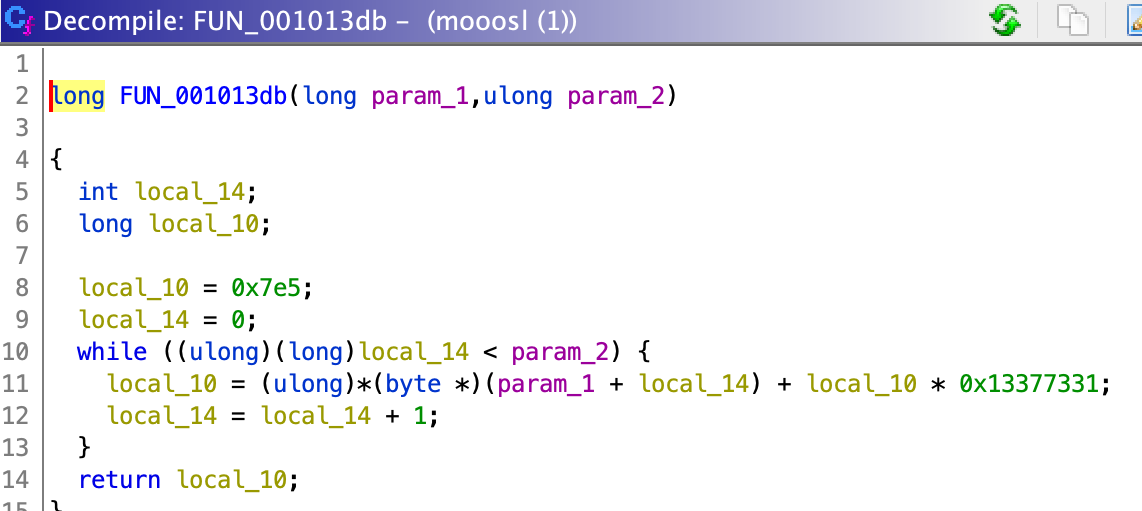 Decompile: FUN_001013db – (mooosl (1))
1
2 long FUN_001013db(long param_1,ulong param_2)
3
4 {
5 int local_14;
6 long local_10;
7
8 local_10 = 0x7e5;
9 local_14 = 0;
10 while ((ulong)(long)local_14 < param_2) {
11 local_10 = (ulong)*(byte *)(param_1 + local_14) + local_10 * 0x13377331;
12 local_14 = local_14 + 1;
13 }
14 return local_10;
15 }